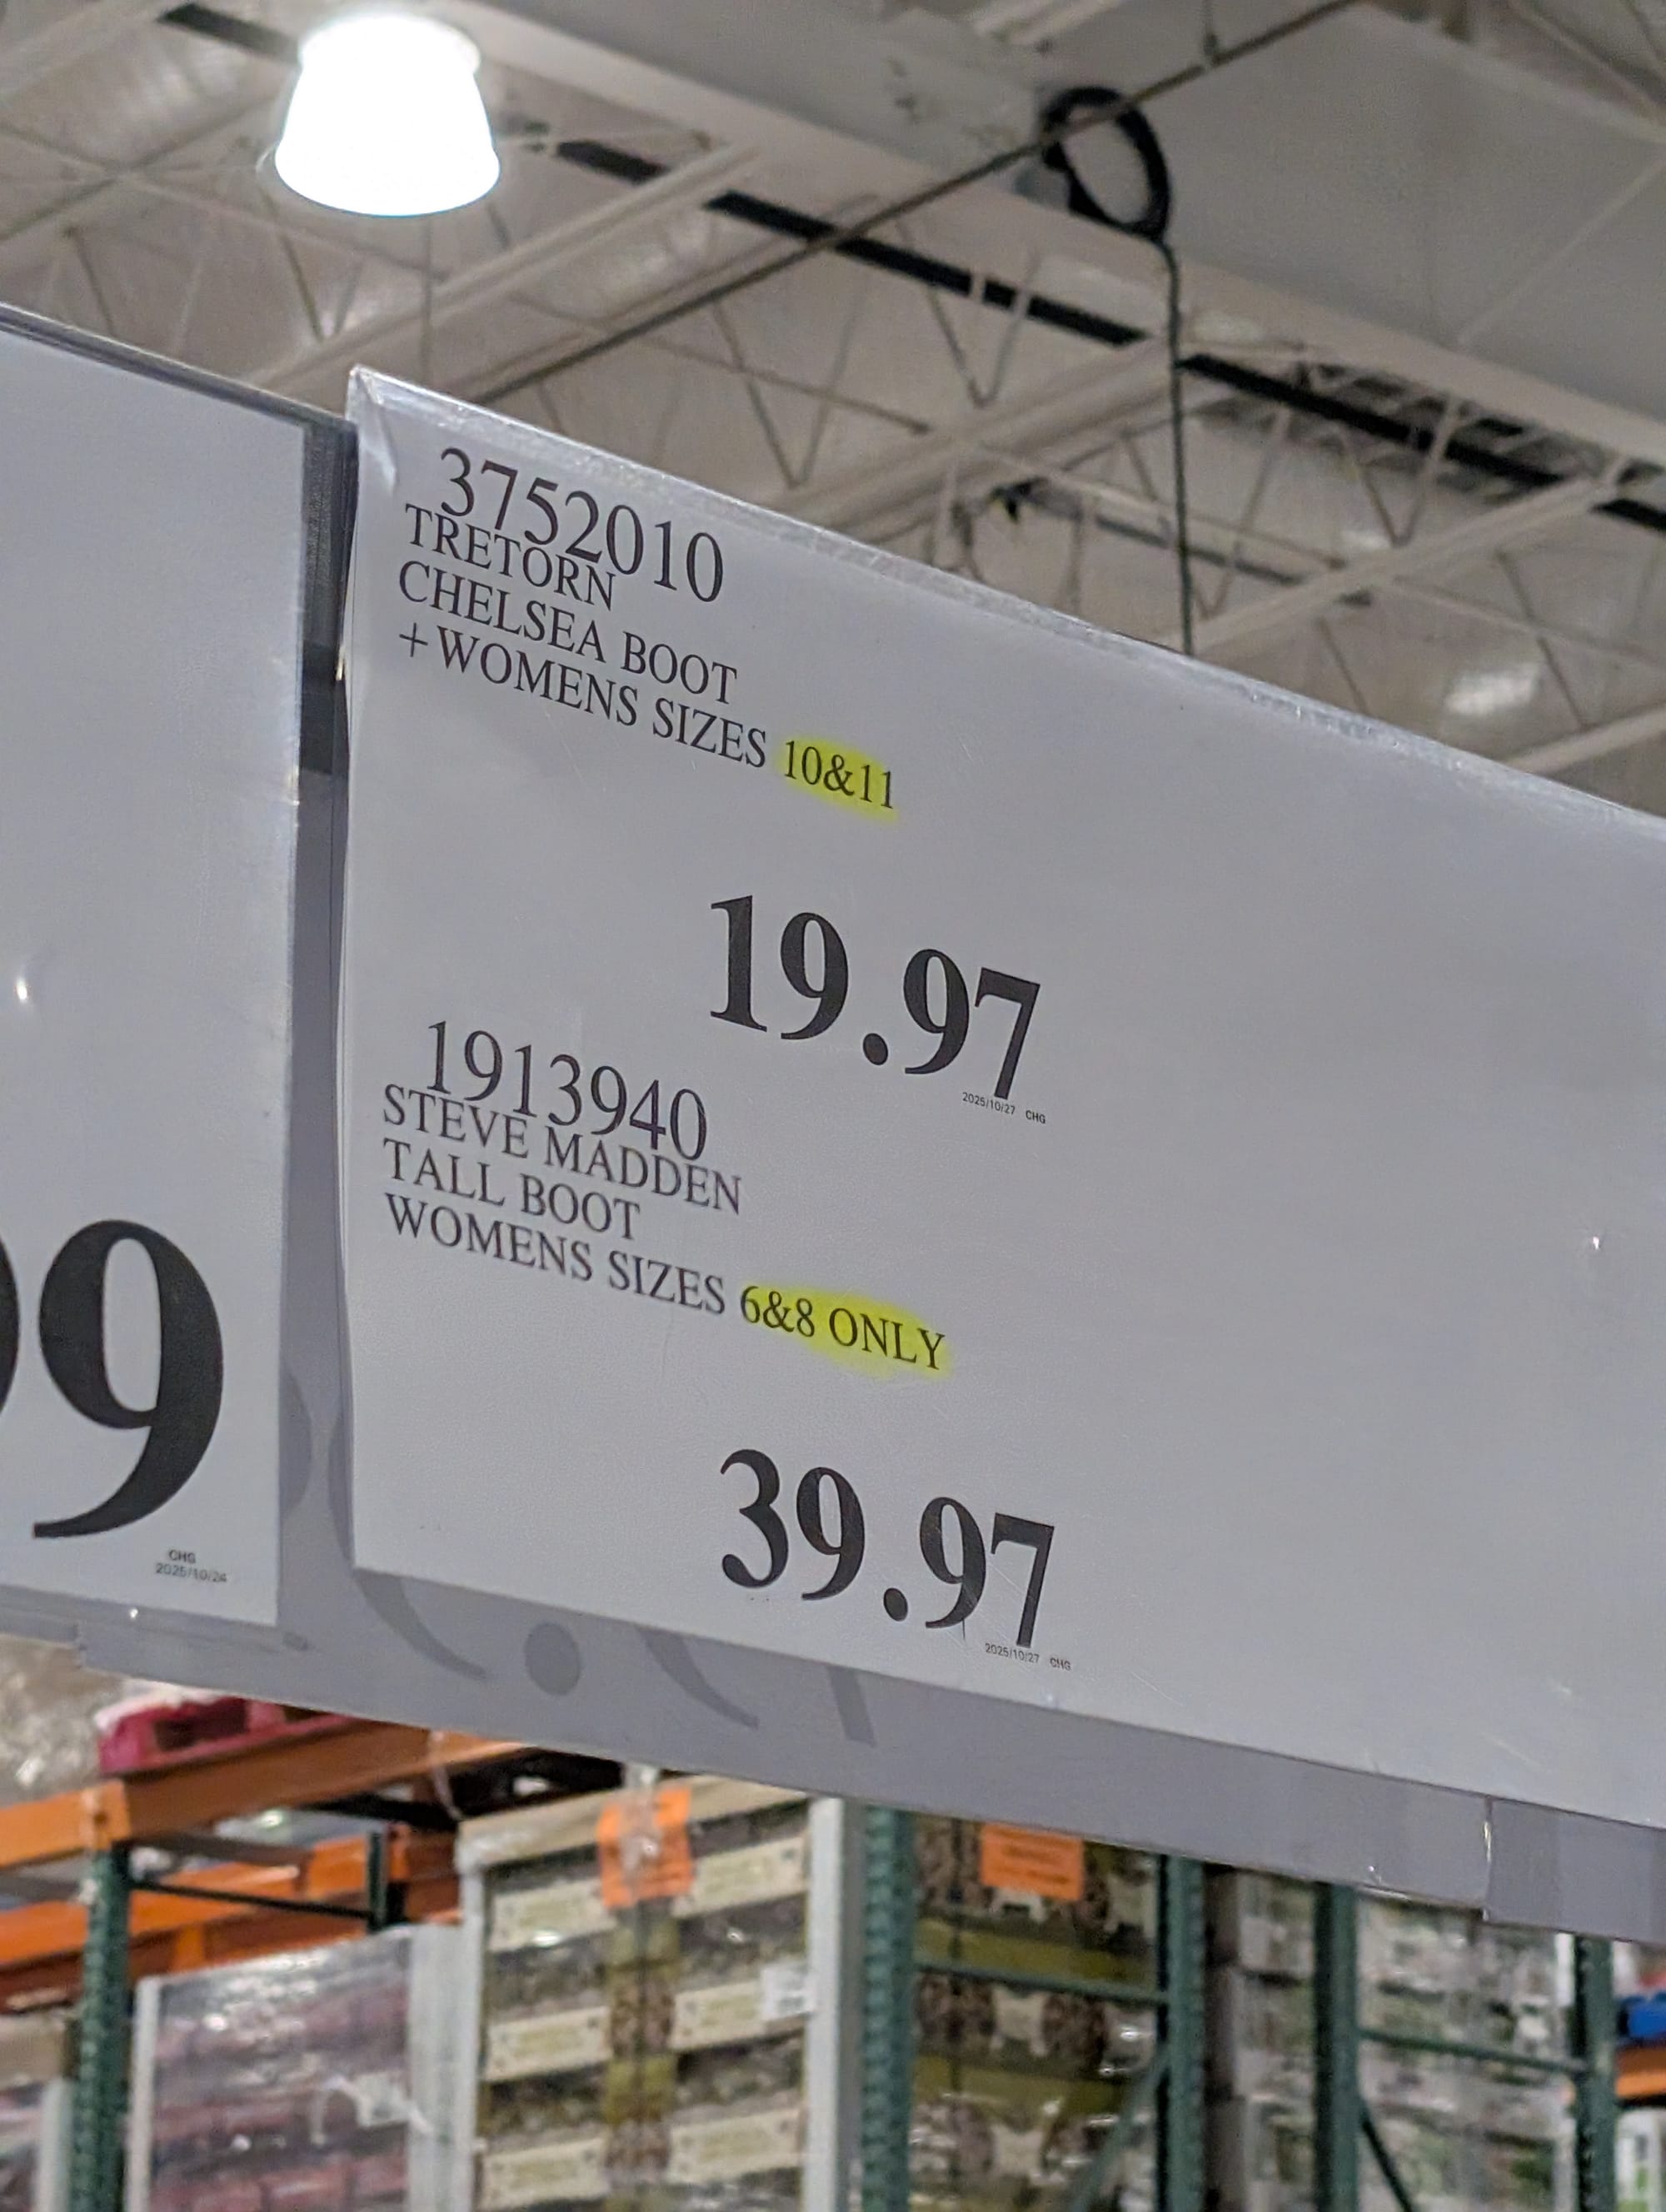 3752010
TRETORN
CHELSEA BOOT
+WOMENS SIZES 10&11
19.97
2025/10/27 CHG
1913940
STEVE MADDEN
TALL BOOT
WOMENS SIZES 6&8 ONLY
39.97
2025/10/27 CHG
99
CHG
2025/10/24